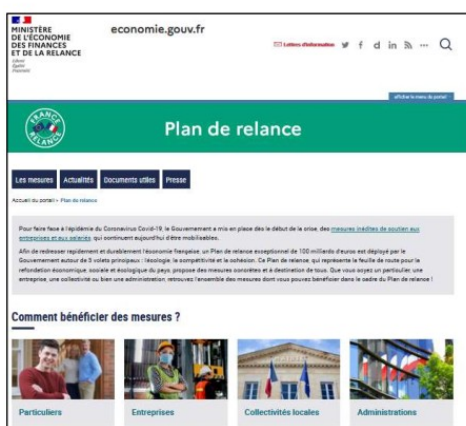 MINISTÈRE
DE L'ÉCONOMIE
DES FINANCES
ET DE LA RELANCE
Liberté
Égalité
Fraternité
economie.gouv.fr
Lettres d'information
afficher le menu du portail
FRANCE
RELANCE
Plan de relance
Les mesures Actualités Documents utiles Presse
Accueil du portail > Plan de relance
Pour faire face à l'épidémie du Coronavirus Covid-19, le Gouvernement a mis en place dès le début de la crise, des mesures inédites de soutien aux
entreprises et aux salariés, qui continuent aujourd'hui d'être mobilisables.
Afin de redresser rapidement et durablement l'économie française, un Plan de relance exceptionnel de 100 milliards d'euros est déployé par le
Gouvernement autour de 3 volets principaux : l'écologie, la compétitivité et la cohésion. Ce Plan de relance, qui représente la feuille de route pour la
refondation économique, sociale et écologique du pays, propose des mesures concrètes et à destination de tous. Que vous soyez un particulier, une
entreprise, une collectivité ou bien une administration, retrouvez l'ensemble des mesures dont vous pouvez bénéficier dans le cadre du Plan de relance !
Comment bénéficier des mesures ?
Particuliers Entreprises Collectivités locales Administrations